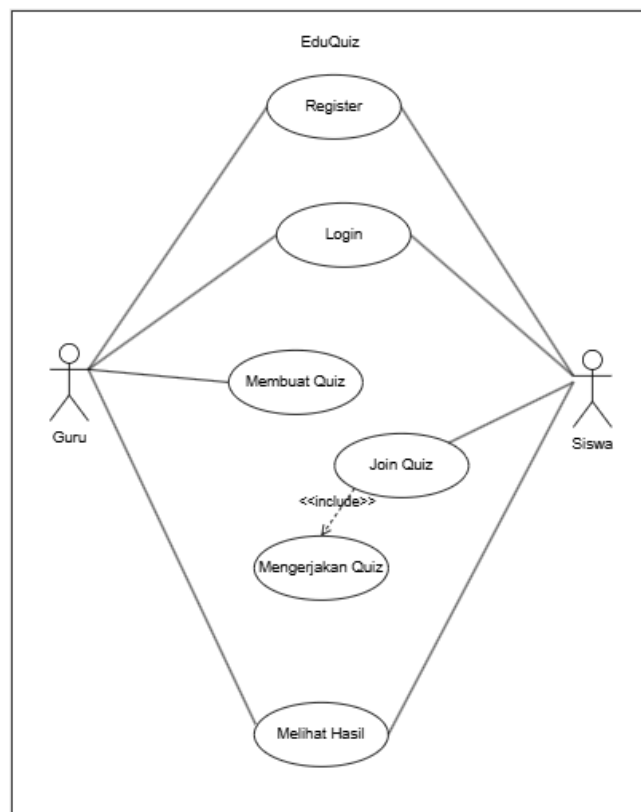 EduQuiz
Register
Login
Membuat Quiz
Guru
Siswa
Join Quiz
<<include>>
Mengerjakan Quiz
Melihat Hasil